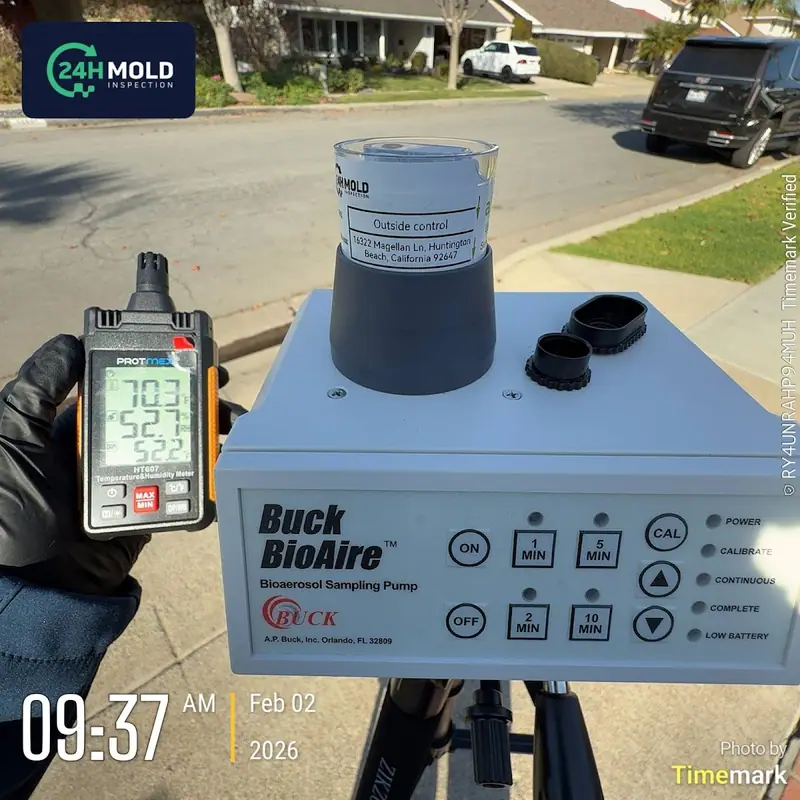 24H MOLD
INSPECTION
24H MOLD
INSPECTION
Outside control
16322 Magellan Ln, Huntington
Beach, California 92647
PROTMEX
70.3
52.7
52.2
HT607
Temperature&Humidity Meter
MAX
MIN
Buck
BioAire™
Bioaerosol Sampling Pump
BUCK
A.P. Buck, Inc. Orlando, FL 32809
ON
1
MIN
5
MIN
CAL
OFF
2
MIN
10
MIN
POWER
CALIBRATE
CONTINUOUS
COMPLETE
LOW BATTERY
09:37 AM
Feb 02
2026
Photo by
Timemark
© RY4UNRAHP94MUH Timemark Verified